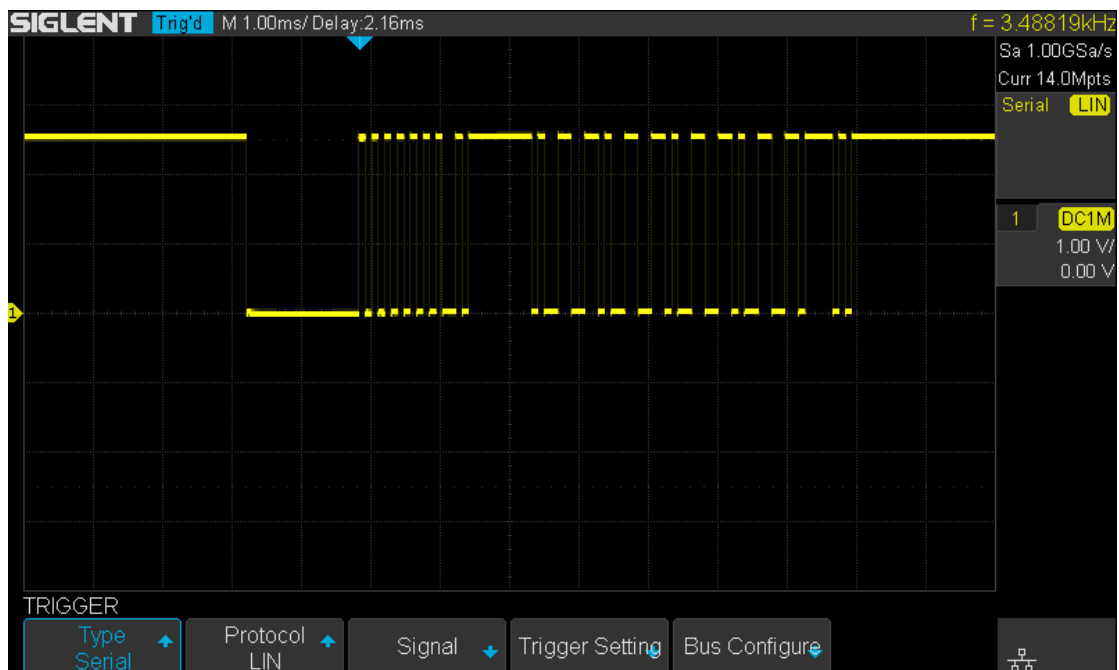 SIGLENT Trig'd M 1.00ms/ Delay:2.16ms f = 3.48819kHz
Sa 1.00GSa/s
Curr 14.0Mpts
Serial LIN
1 DC1M
1.00 V/
0.00 V
1
TRIGGER
Type Serial
Protocol LIN
Signal
Trigger Setting
Bus Configure